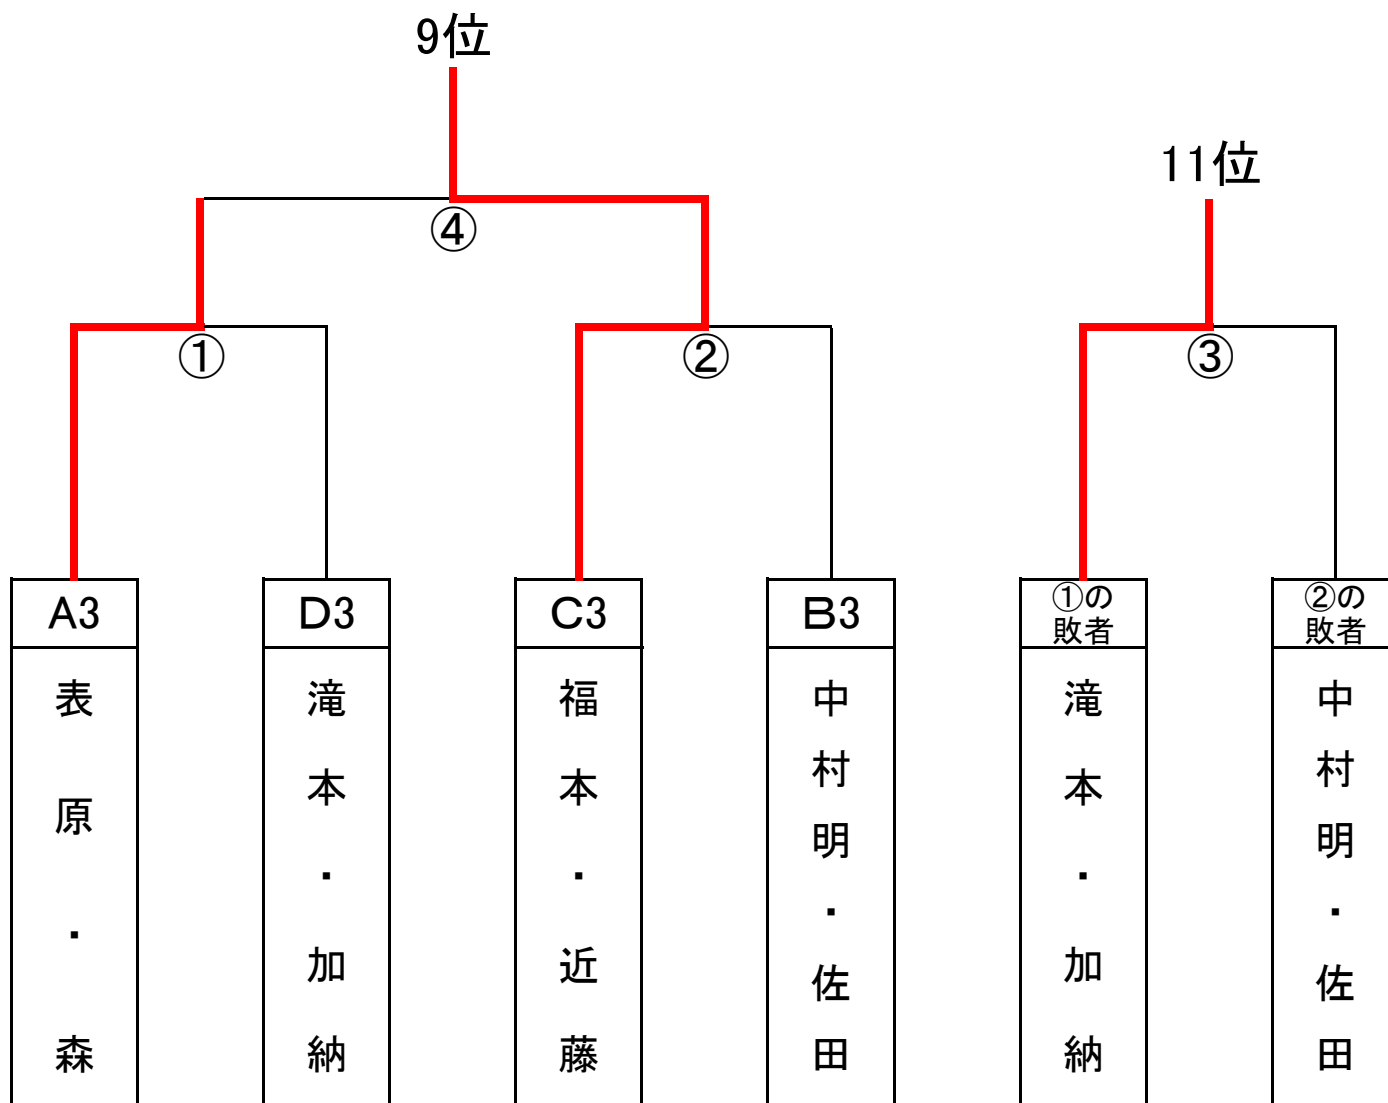 9位
11位
④
①
②
③
A3
D3
C3
B3
①の
敗者
②の
敗者
表原・森
滝本・加納
福本・近藤
中村明・佐田
滝本・加納
中村明・佐田